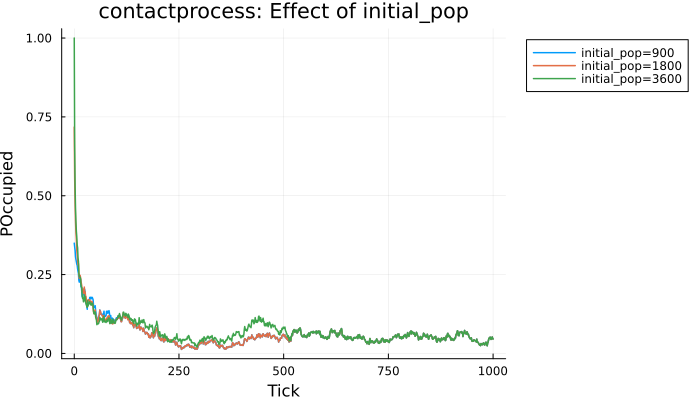 contactprocess: Effect of initial_pop
initial_pop=900
initial_pop=1800
initial_pop=3600
POccupied
1.00
0.75
0.50
0.25
0.00
0 250 500 750 1000
Tick